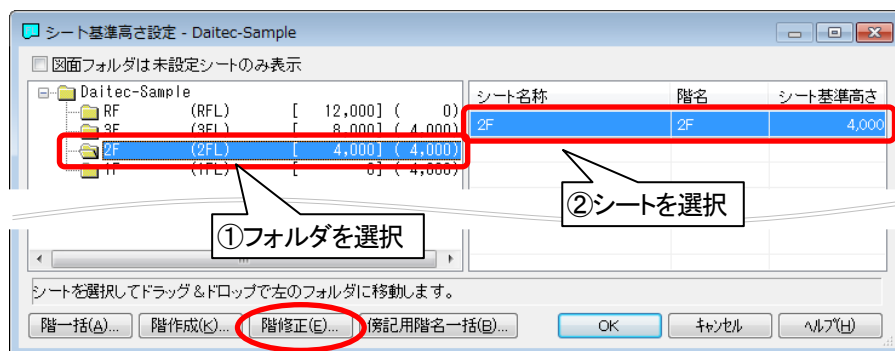 シート基準高さ設定 - Daitec-Sample
図面フォルダは未設定シートのみ表示
Daitec-Sample
RF (RFL) [ 12,000] ( 0)
3F (3FL) [ 8,000] ( 4,000)
2F (2FL) [ 4,000] ( 4,000)
1F (1FL) [ 0] ( 4,000)
シート名称 階名 シート基準高さ
2F 2F 4,000
①フォルダを選択
②シートを選択
シートを選択してドラッグ&ドロップで左のフォルダに移動します。
階一括(A)... 階作成(K)... 階修正(E)... 傍記用階名一括(B)... OK キャンセル ヘルプ(H)